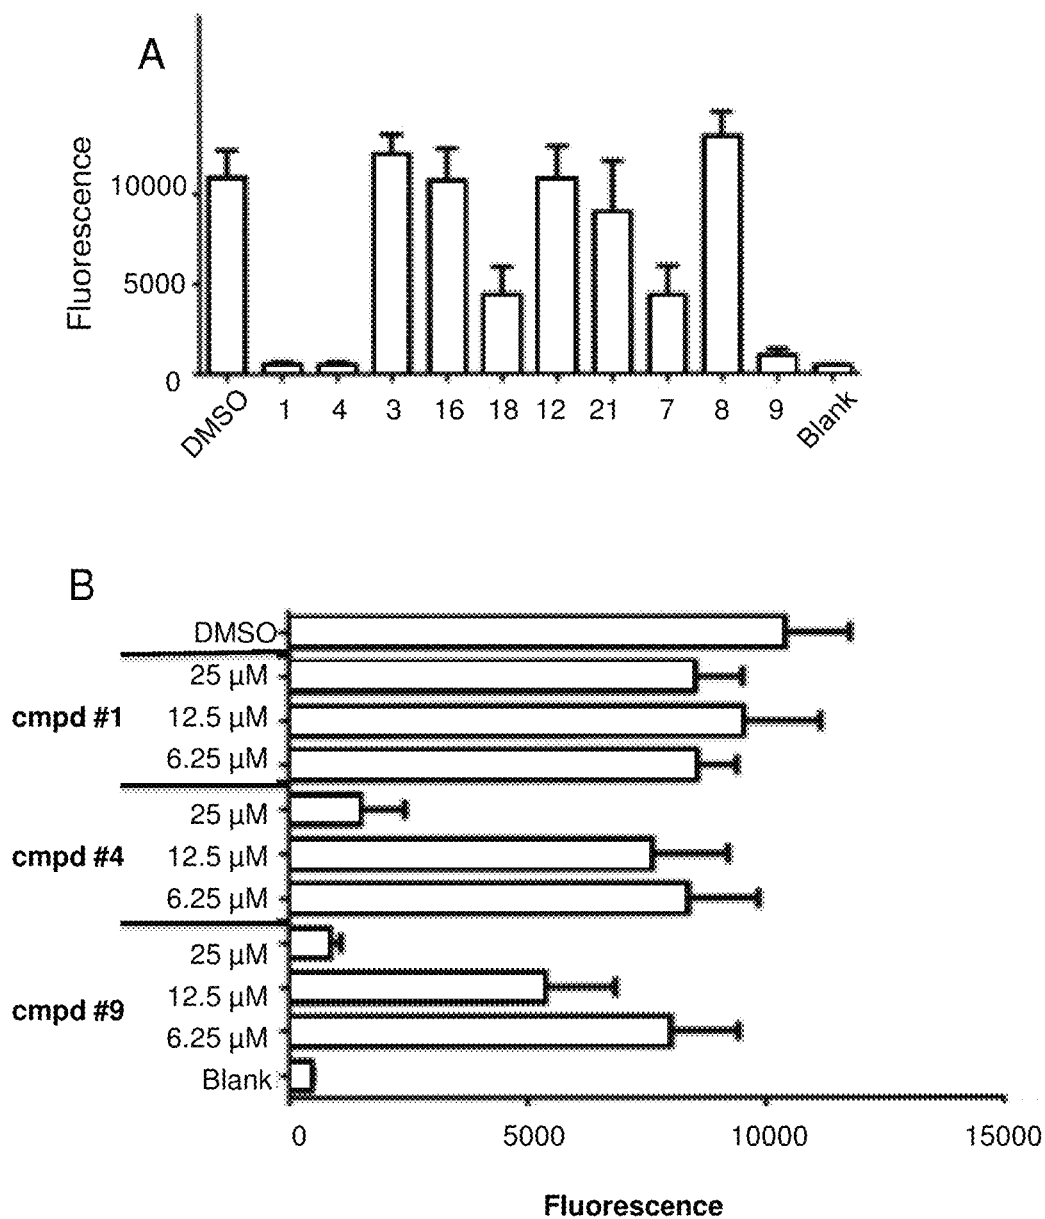 A
Fluorescence
10000
5000
0
DMSO 1 4 3 16 18 12 21 7 8 9 Blank
B
DMSO
25 µM
cmpd #1 12.5 µM
6.25 µM
25 µM
cmpd #4 12.5 µM
6.25 µM
25 µM
cmpd #9 12.5 µM
6.25 µM
Blank
0 5000 10000 15000
Fluorescence